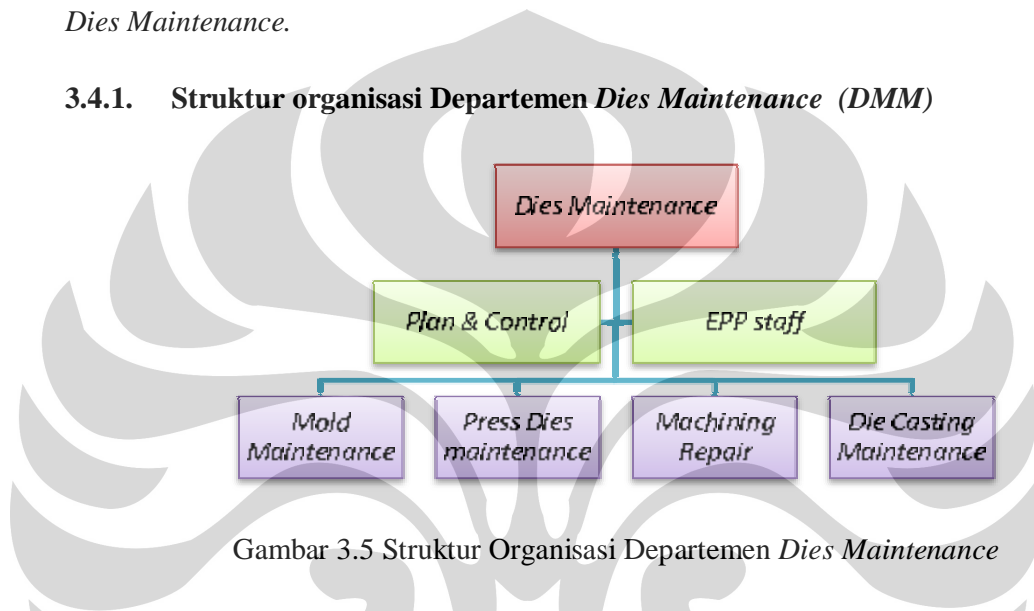 Dies Maintenance.
3.4.1. Struktur organisasi Departemen Dies Maintenance (DMM)
Dies Maintenance
Plan & Control
EPP staff
Mold
Maintenance
Press Dies
maintenance
Machining
Repair
Die Casting
Maintenance
Gambar 3.5 Struktur Organisasi Departemen Dies Maintenance